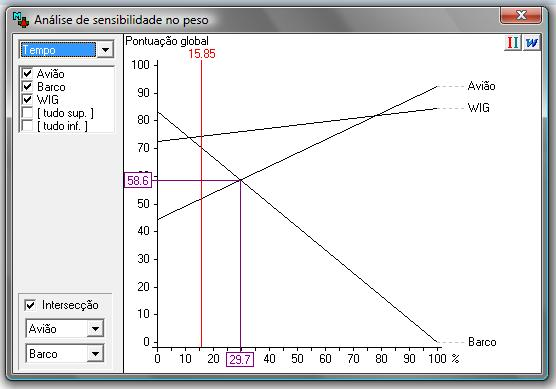 Análise de sensibilidade no peso
Tempo
Avião
Barco
WIG
[ tudo sup. ]
[ tudo inf. ]
Intersecção
Avião
Barco
Pontuação global
15.85
100
90
80
70
60
58.6
50
40
30
20
10
0
Avião
WIG
Barco
0 10 20 30 40 50 60 70 80 90 100 %
29.7